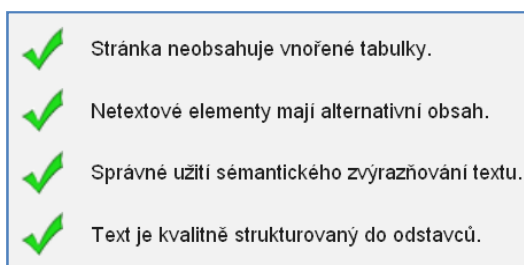 Stránka neobsahuje vnořené tabulky.
Netextové elementy mají alternativní obsah.
Správné užití sémantického zvýrazňování textu.
Text je kvalitně strukturovaný do odstavců.